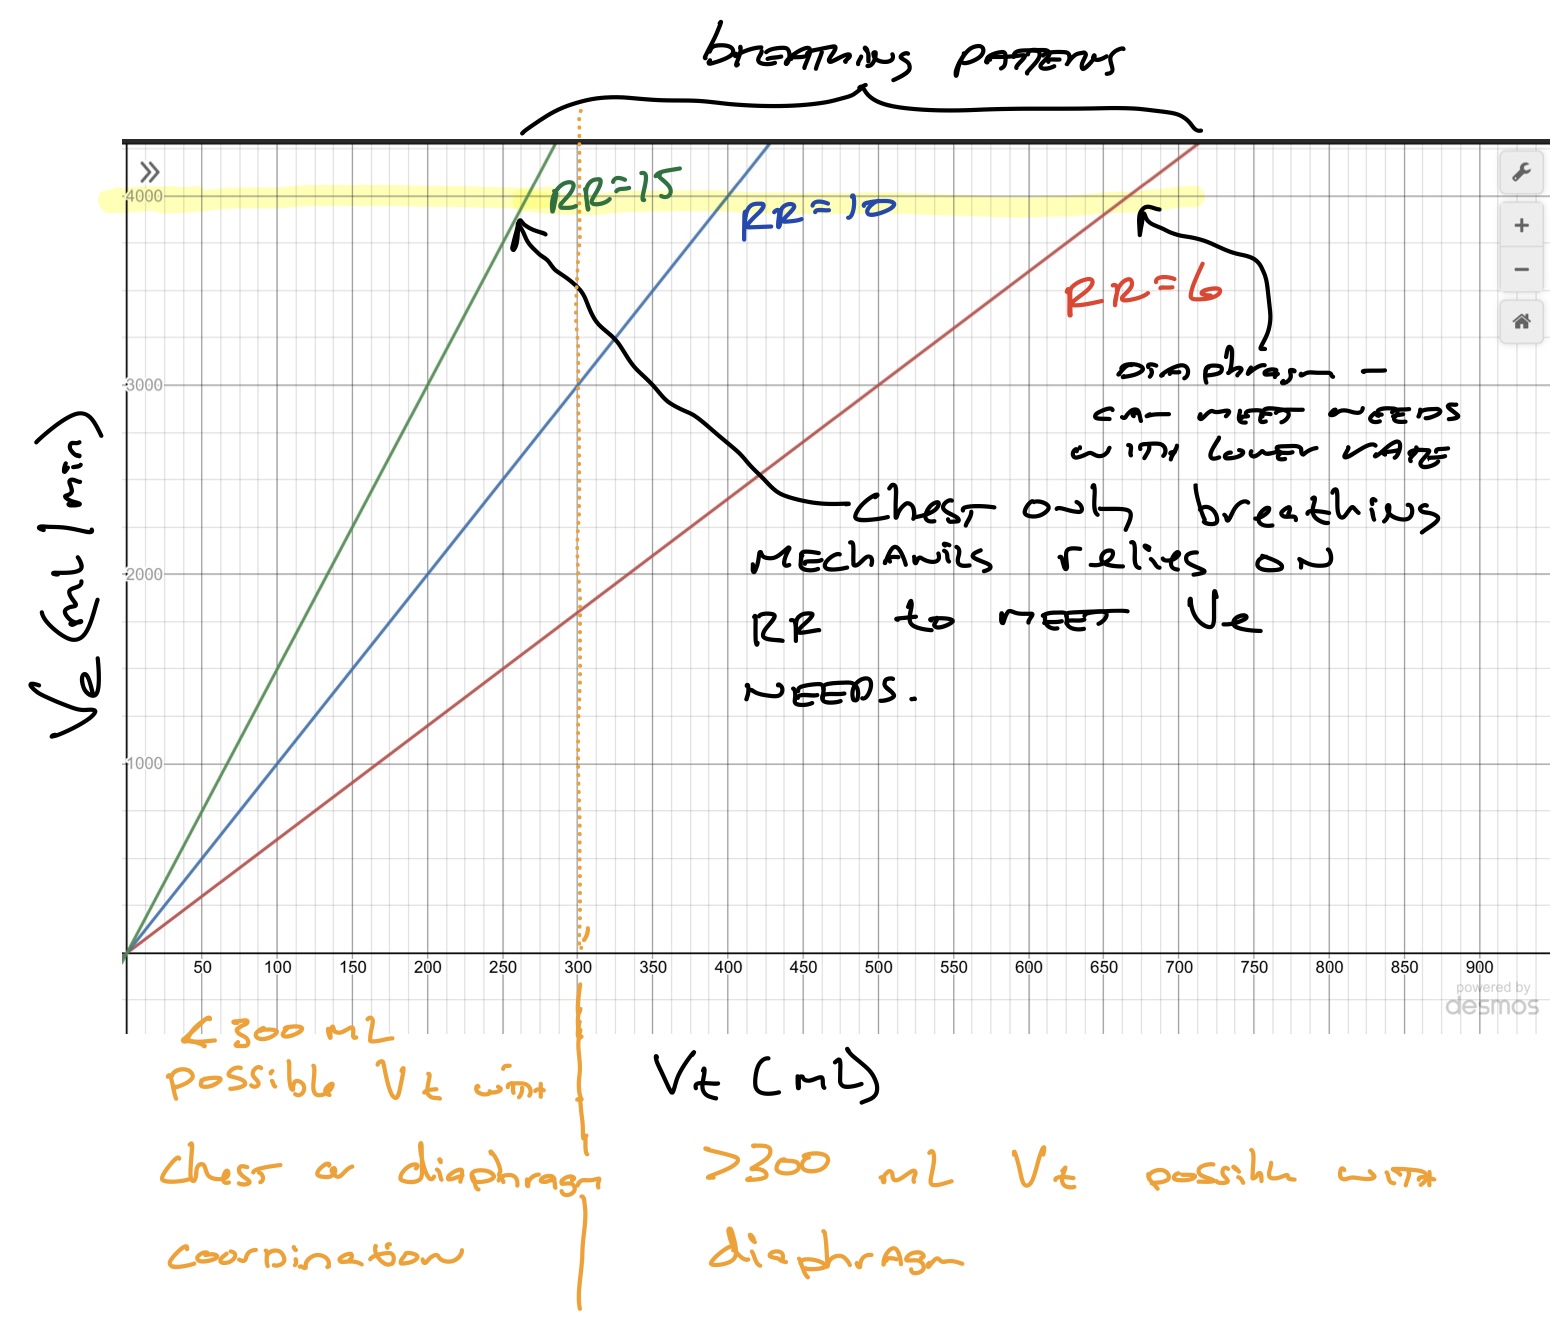 breathing patterns
4000
RR=15
RR=10
RR=6
3000
Diaphragm -
can meet needs
with lower rate
Chest only breathing
mechanics relies on
RR to meet Ve
needs.
2000
1000
Ve (mL/min)
50 100 150 200 250 300 350 400 450 500 550 600 650 700 750 800 850 900
powered by
desmos
Vt (mL)
<300 mL
possible Vt with
chest or diaphragm
coordination
>300 mL Vt possible with
diaphragm